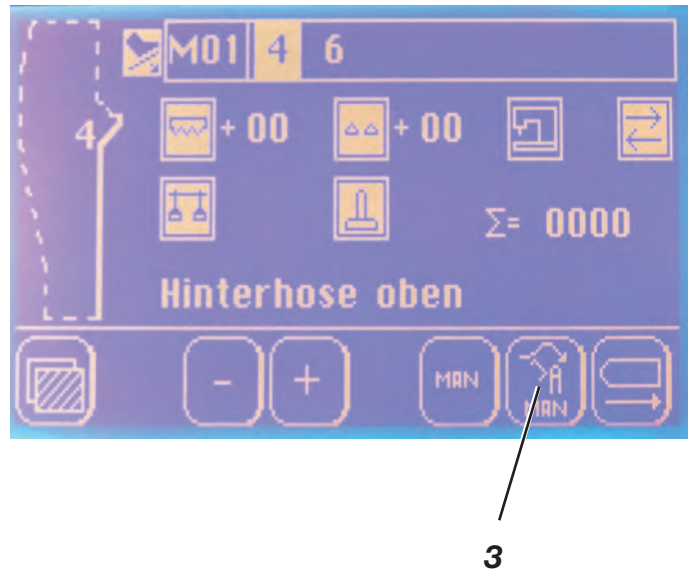 M01 4 6
4 + 00 + 00
Σ= 0000
Hinterhose oben
- + MAN A
MAN
3